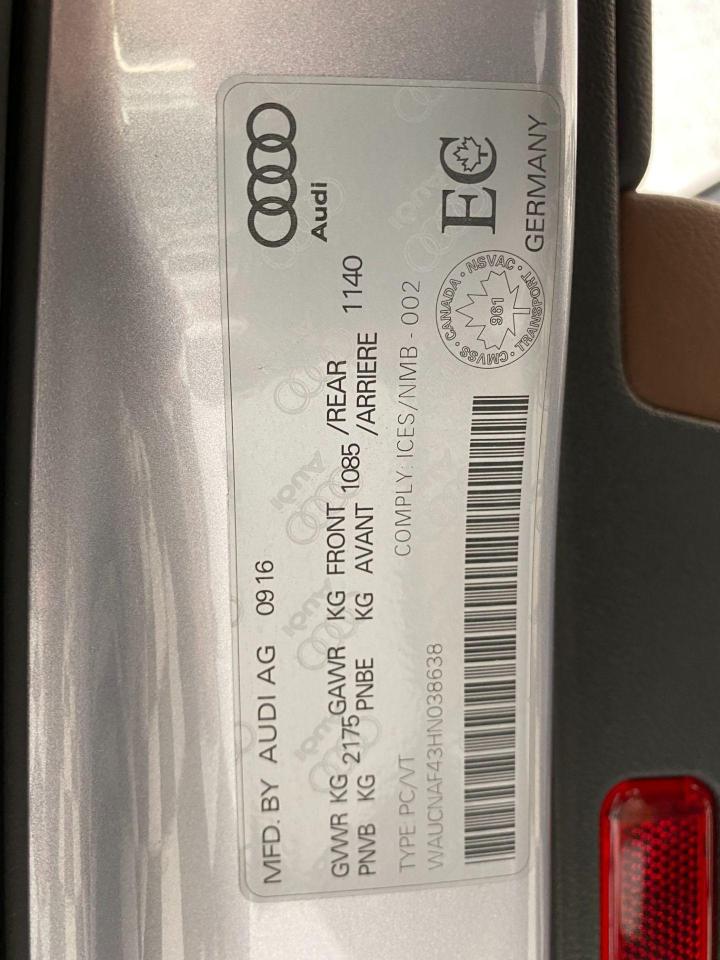 Audi
MFD. BY AUDI AG 0916
GVWR KG 2175 GAWR KG FRONT 1085 /REAR 1140
PNVB KG PNBE KG AVANT /ARRIERE
TYPE PC/VT COMPLY: ICES/NMB - 002
WAUCNAF43HN038638
CANADA · NSVAC · TRANSPORT · CMVSS ·
961
EC
GERMANY